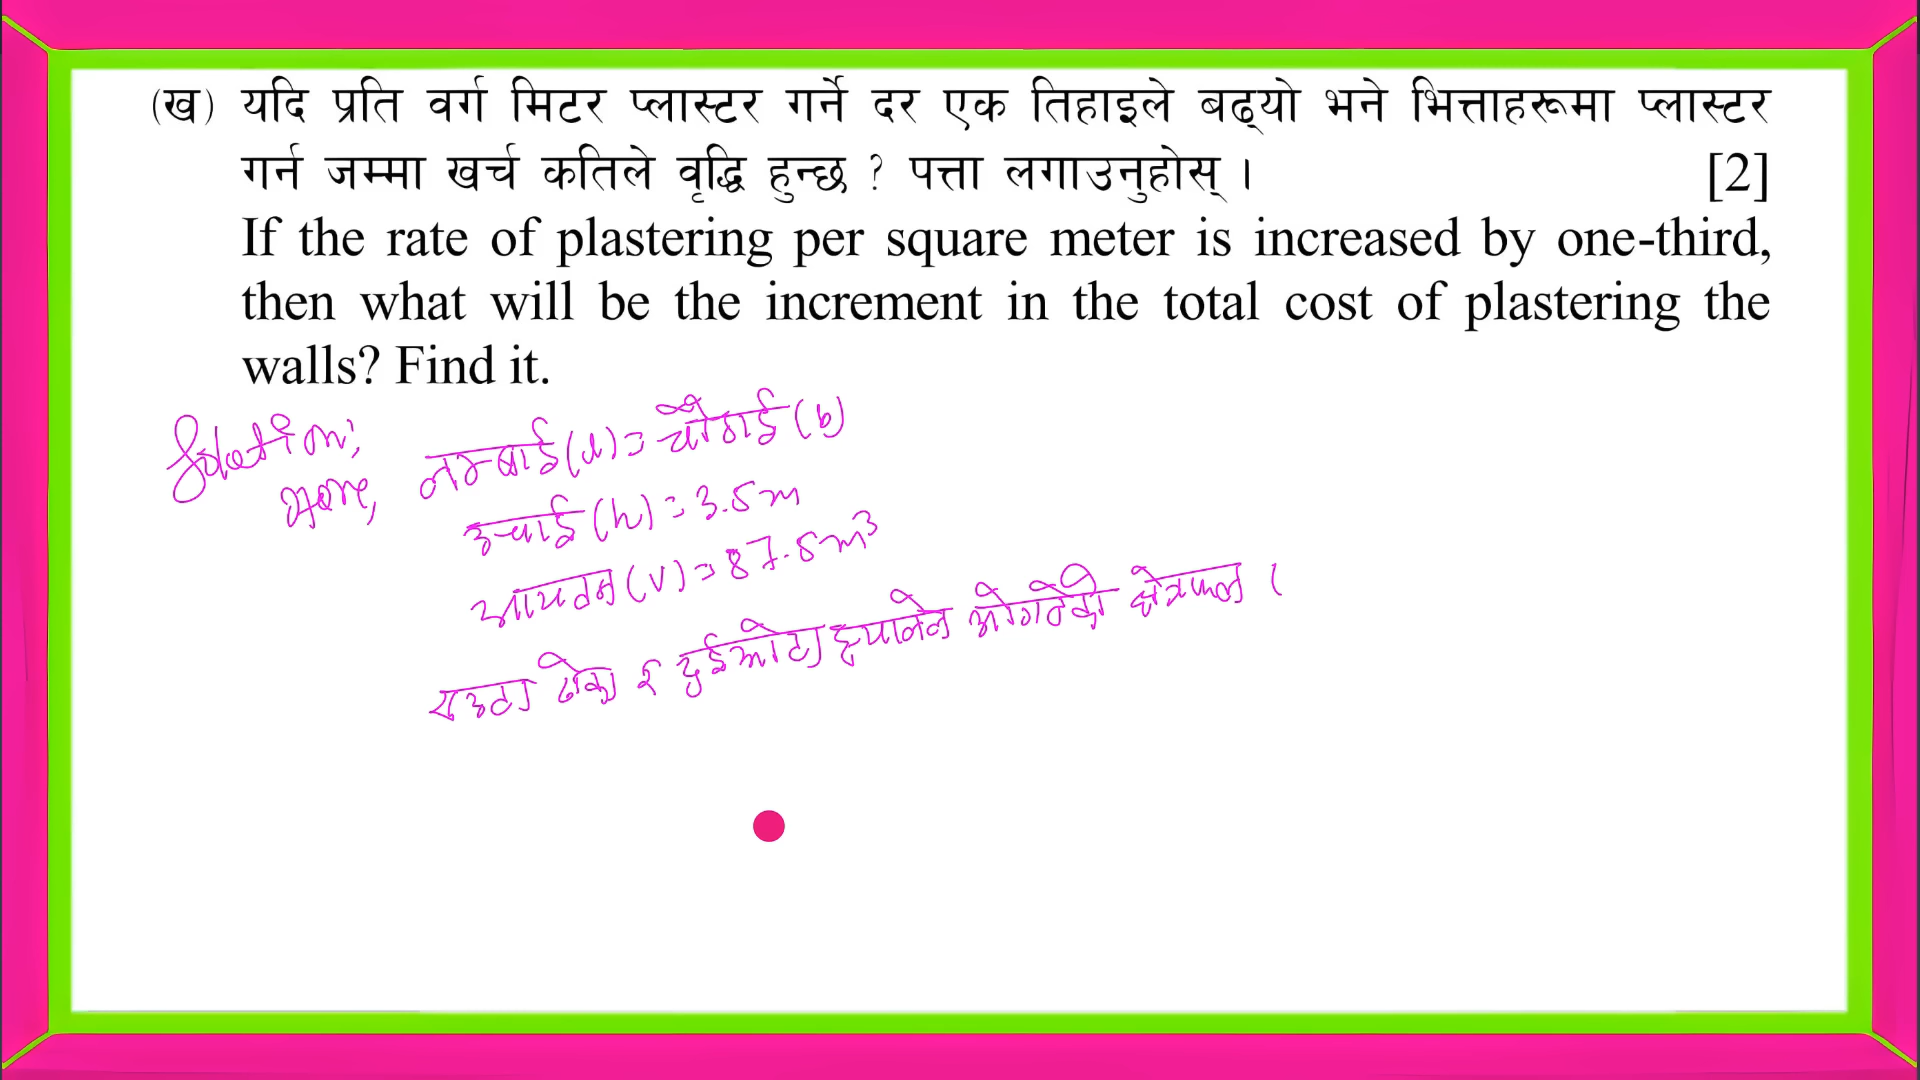 (ख) यदि प्रति वर्ग मिटर प्लास्टर गर्ने दर एक तिहाइले बढ्यो भने भित्ताहरूमा प्लास्टर
गर्न जम्मा खर्च कतिले वृद्धि हुन्छ ? पत्ता लगाउनुहोस् । [2]
If the rate of plastering per square meter is increased by one-third,
then what will be the increment in the total cost of plastering the
walls? Find it.
Solution; लम्बाई (l) = चौडाई (b)
उचाई (h) = 3.5m
आयतन (V) = 87.5m³
एउटा ढोका र दुईओटा झ्यालले ओगटेको क्षेत्रफल (